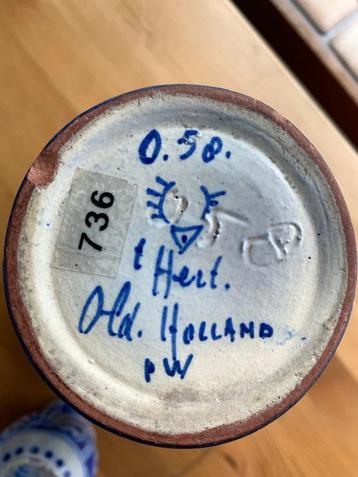 0.58.
736
t Hert.
Old. HOLLAND
PW